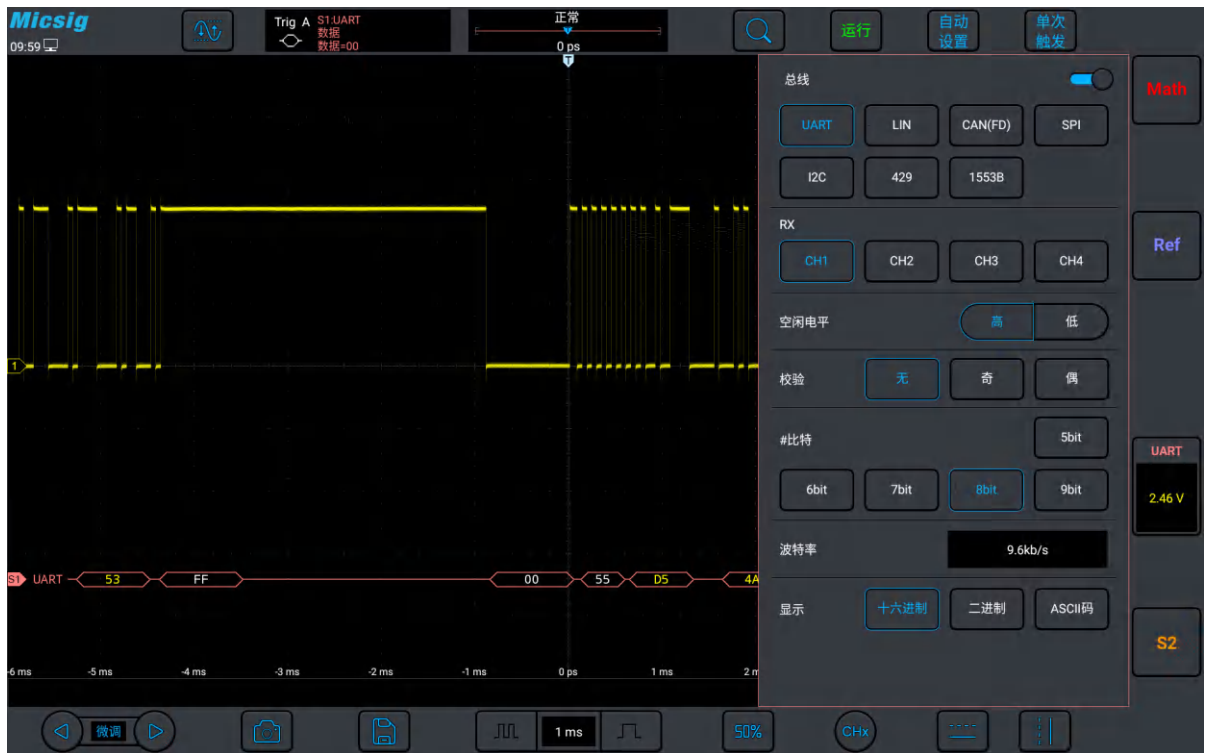 Micsig
09:59
Trig A S1:UART
数据
数据=00
正常
0 ps
T
运行
自动
设置
单次
触发
总线
UART LIN CAN(FD) SPI
I2C 429 1553B
RX
CH1 CH2 CH3 CH4
空闲电平 高 低
校验 无 奇 偶
#比特 5bit
6bit 7bit 8bit 9bit
波特率 9.6kb/s
显示 十六进制 二进制 ASCII码
Math
Ref
UART
2.46 V
S2
1
S1 UART 53 FF 00 55 D5 4A
-6 ms -5 ms -4 ms -3 ms -2 ms -1 ms 0 ps 1 ms 2 m
微调 1 ms 50% CHx